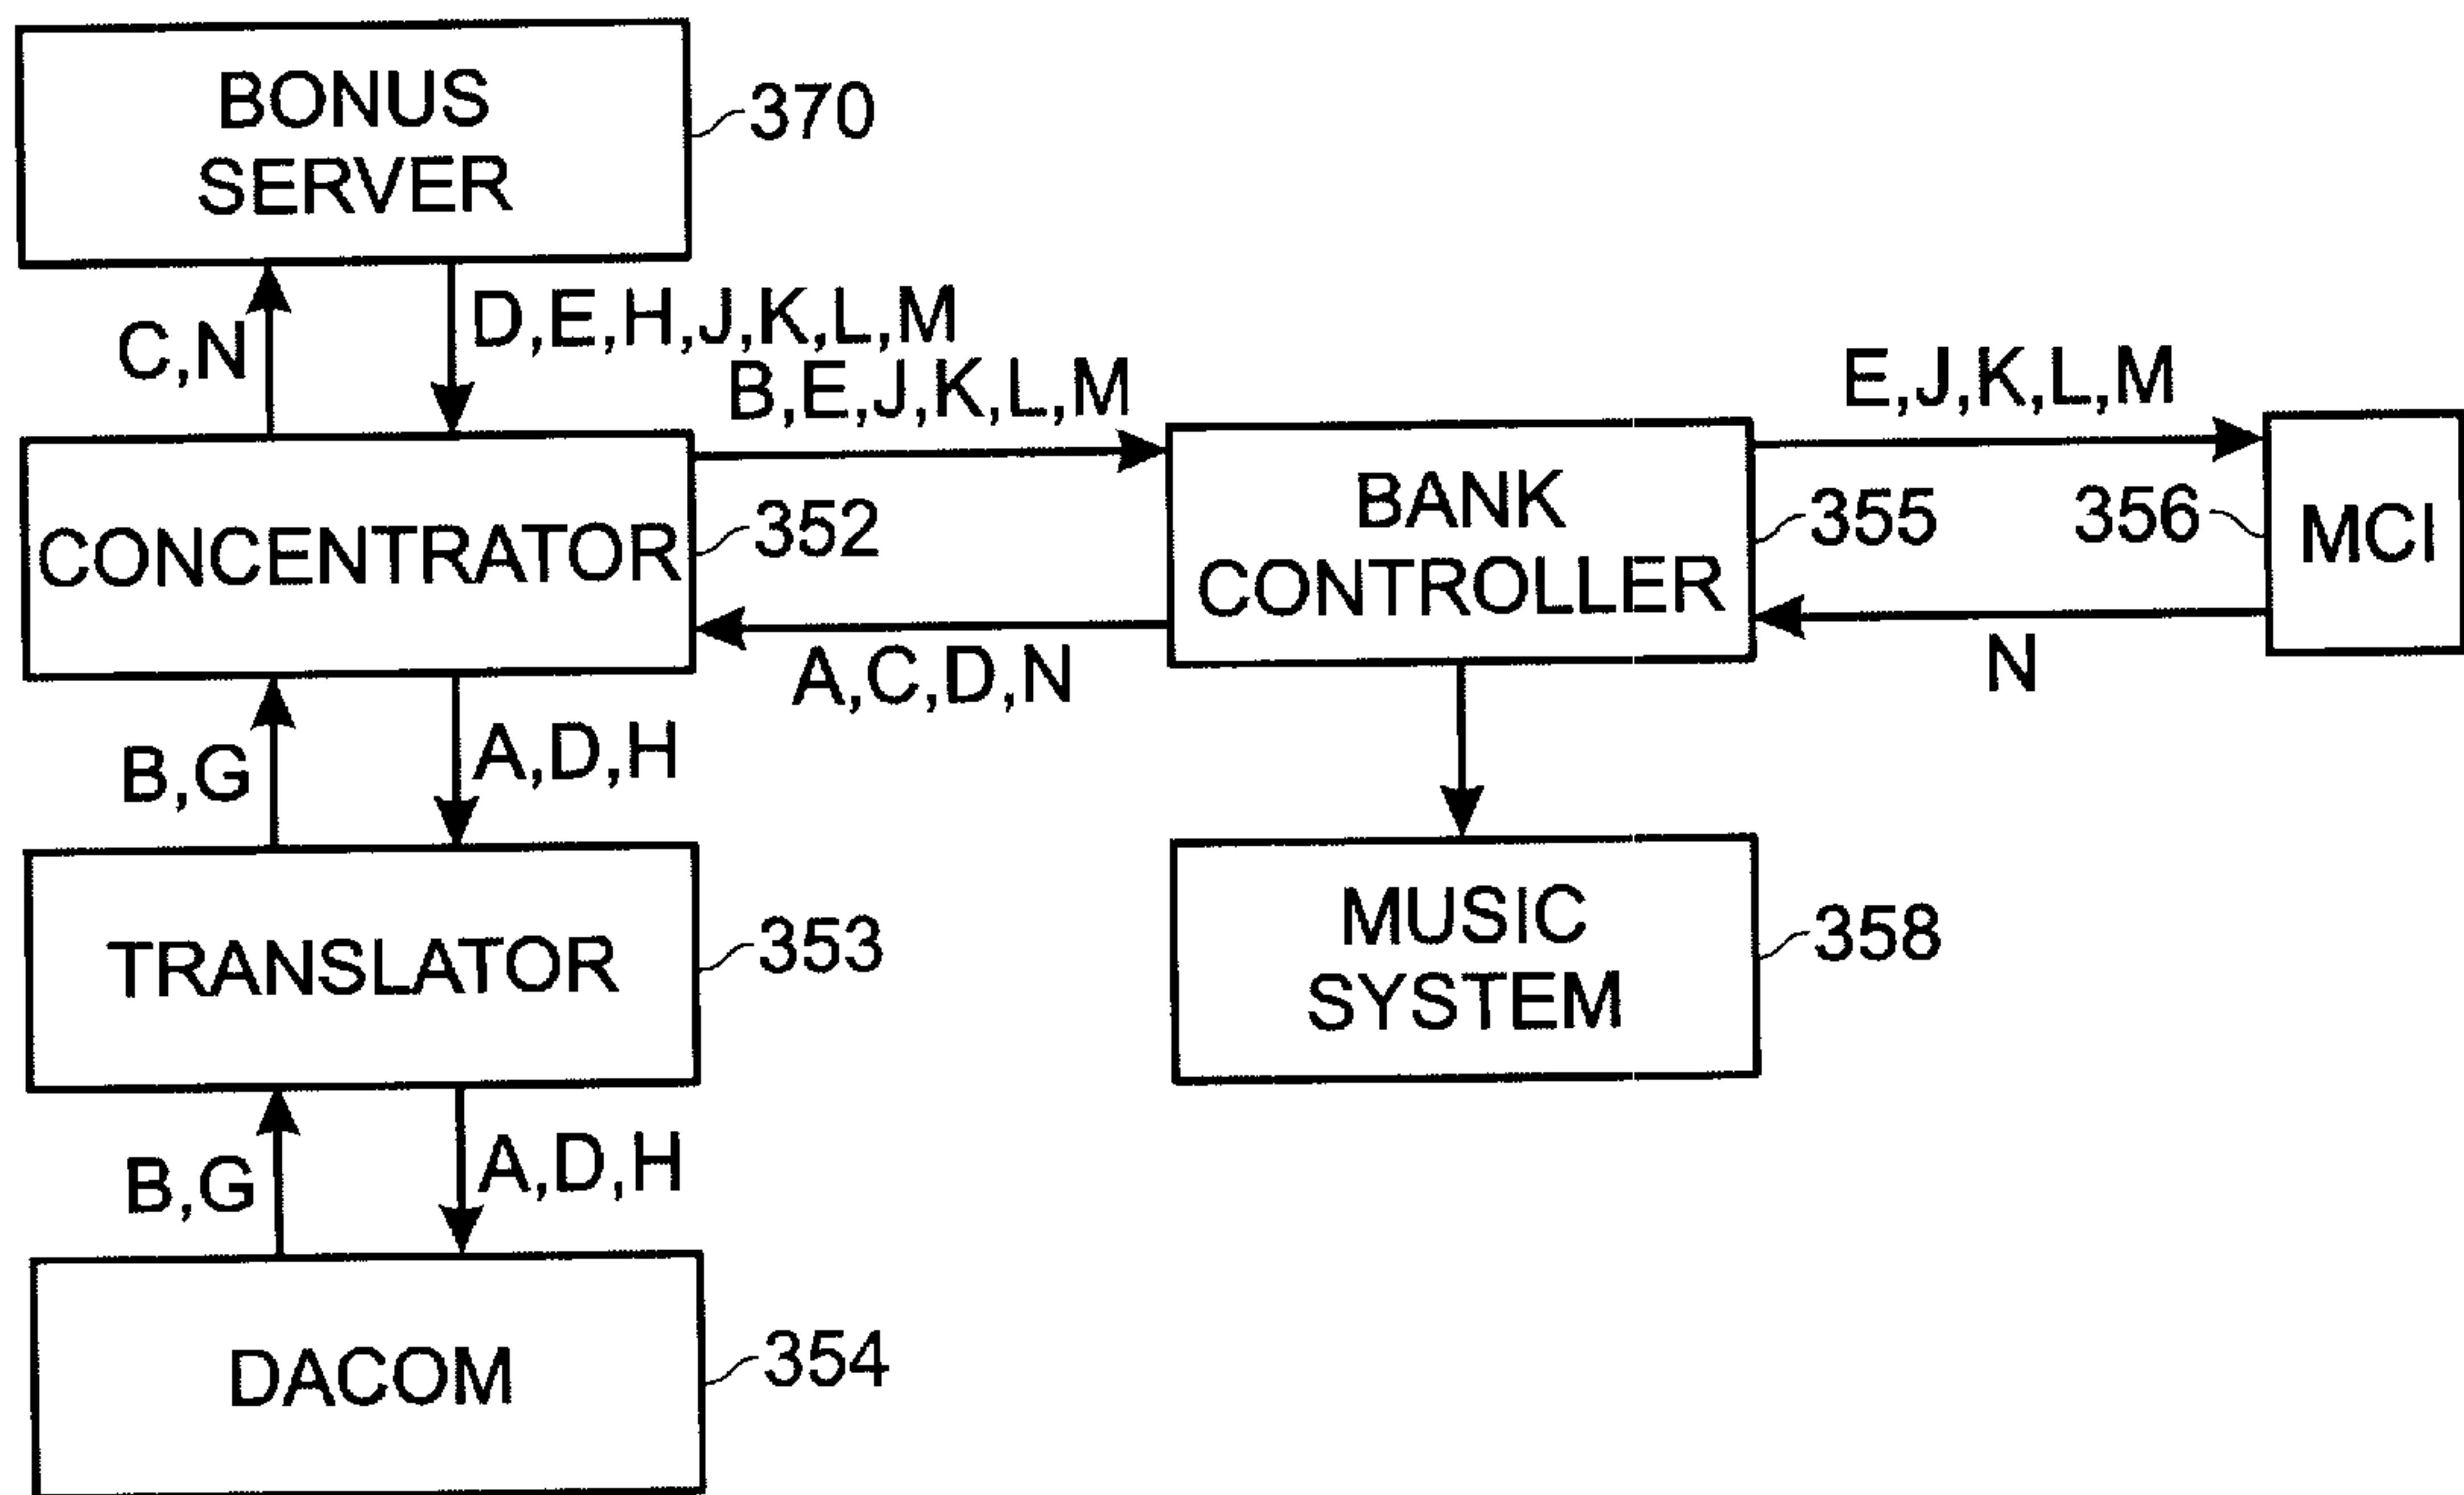 BONUS
SERVER
370
C,N
D,E,H,J,K,L,M
B,E,J,K,L,M
E,J,K,L,M
CONCENTRATOR
352
BANK
CONTROLLER
355
356
MCI
A,C,D,N
N
B,G
A,D,H
TRANSLATOR
353
MUSIC
SYSTEM
358
B,G
A,D,H
DACOM
354